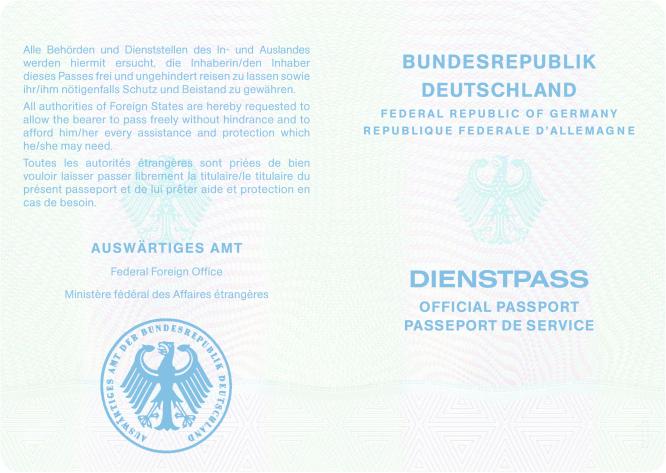 Alle Behörden und Dienststellen des In- und Auslandes
werden hiermit ersucht, die Inhaberin/den Inhaber
dieses Passes frei und ungehindert reisen zu lassen sowie
ihr/ihm nötigenfalls Schutz und Beistand zu gewähren.
All authorities of Foreign States are hereby requested to
allow the bearer to pass freely without hindrance and to
afford him/her every assistance and protection which
he/she may need.
Toutes les autorités étrangères sont priées de bien
vouloir laisser passer librement la titulaire/le titulaire du
présent passeport et de lui prêter aide et protection en
cas de besoin.
AUSWÄRTIGES AMT
Federal Foreign Office
Ministère fédéral des Affaires étrangères
AUSWÄRTIGES AMT DER BUNDESREPUBLIK DEUTSCHLAND
BUNDESREPUBLIK
DEUTSCHLAND
FEDERAL REPUBLIC OF GERMANY
REPUBLIQUE FEDERALE D'ALLEMAGNE
DIENSTPASS
OFFICIAL PASSPORT
PASSEPORT DE SERVICE